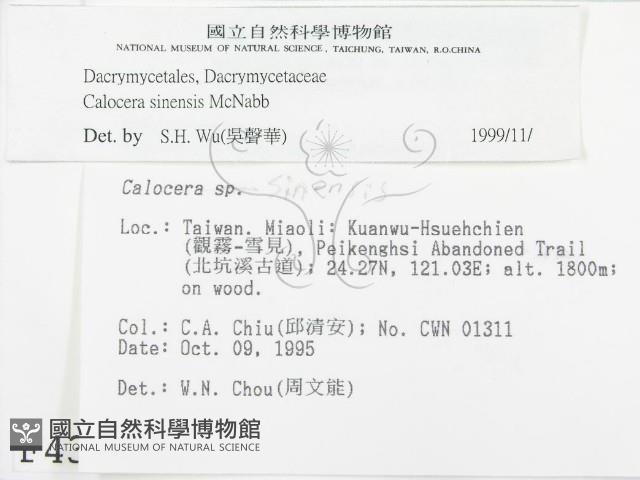 國立自然科學博物館
NATIONAL MUSEUM OF NATURAL SCIENCE, TAICHUNG, TAIWAN, R.O.CHINA
Dacrymycetales, Dacrymycetaceae
Calocera sinensis McNabb
Det. by S.H. Wu(吳聲華) 1999/11/
Calocera sp.
sinensis
Loc.: Taiwan. Miaoli: Kuanwu-Hsuehchien
(觀霧-雪見), Peikenghsi Abandoned Trail
(北坑溪古道); 24.27N, 121.03E; alt. 1800m;
on wood.
Col.: C.A. Chiu(邱清安); No. CWN 01311
Date: Oct. 09, 1995
Det.: W.N. Chou(周文能)
國立自然科學博物館
NATIONAL MUSEUM OF NATURAL SCIENCE